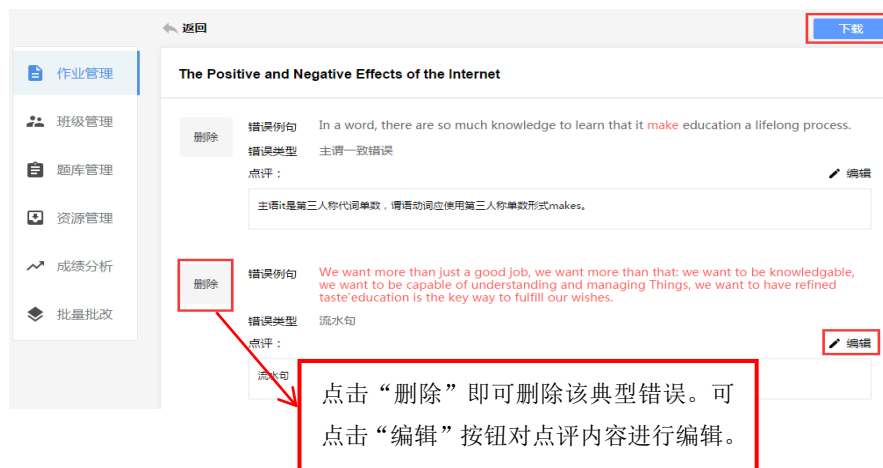 返回
下载
作业管理
班级管理
题库管理
资源管理
成绩分析
批量批改
The Positive and Negative Effects of the Internet
删除
错误例句 In a word, there are so much knowledge to learn that it make education a lifelong process.
错误类型 主谓一致错误
点评：
编辑
主语it是第三人称代词单数，谓语动词应使用第三人称单数形式makes。
删除
错误例句 We want more than just a good job, we want more than that: we want to be knowledgable,
we want to be capable of understanding and managing Things, we want to have refined
taste'education is the key way to fulfill our wishes.
错误类型 流水句
点评：
编辑
流水句
点击“删除”即可删除该典型错误。可
点击“编辑”按钮对点评内容进行编辑。